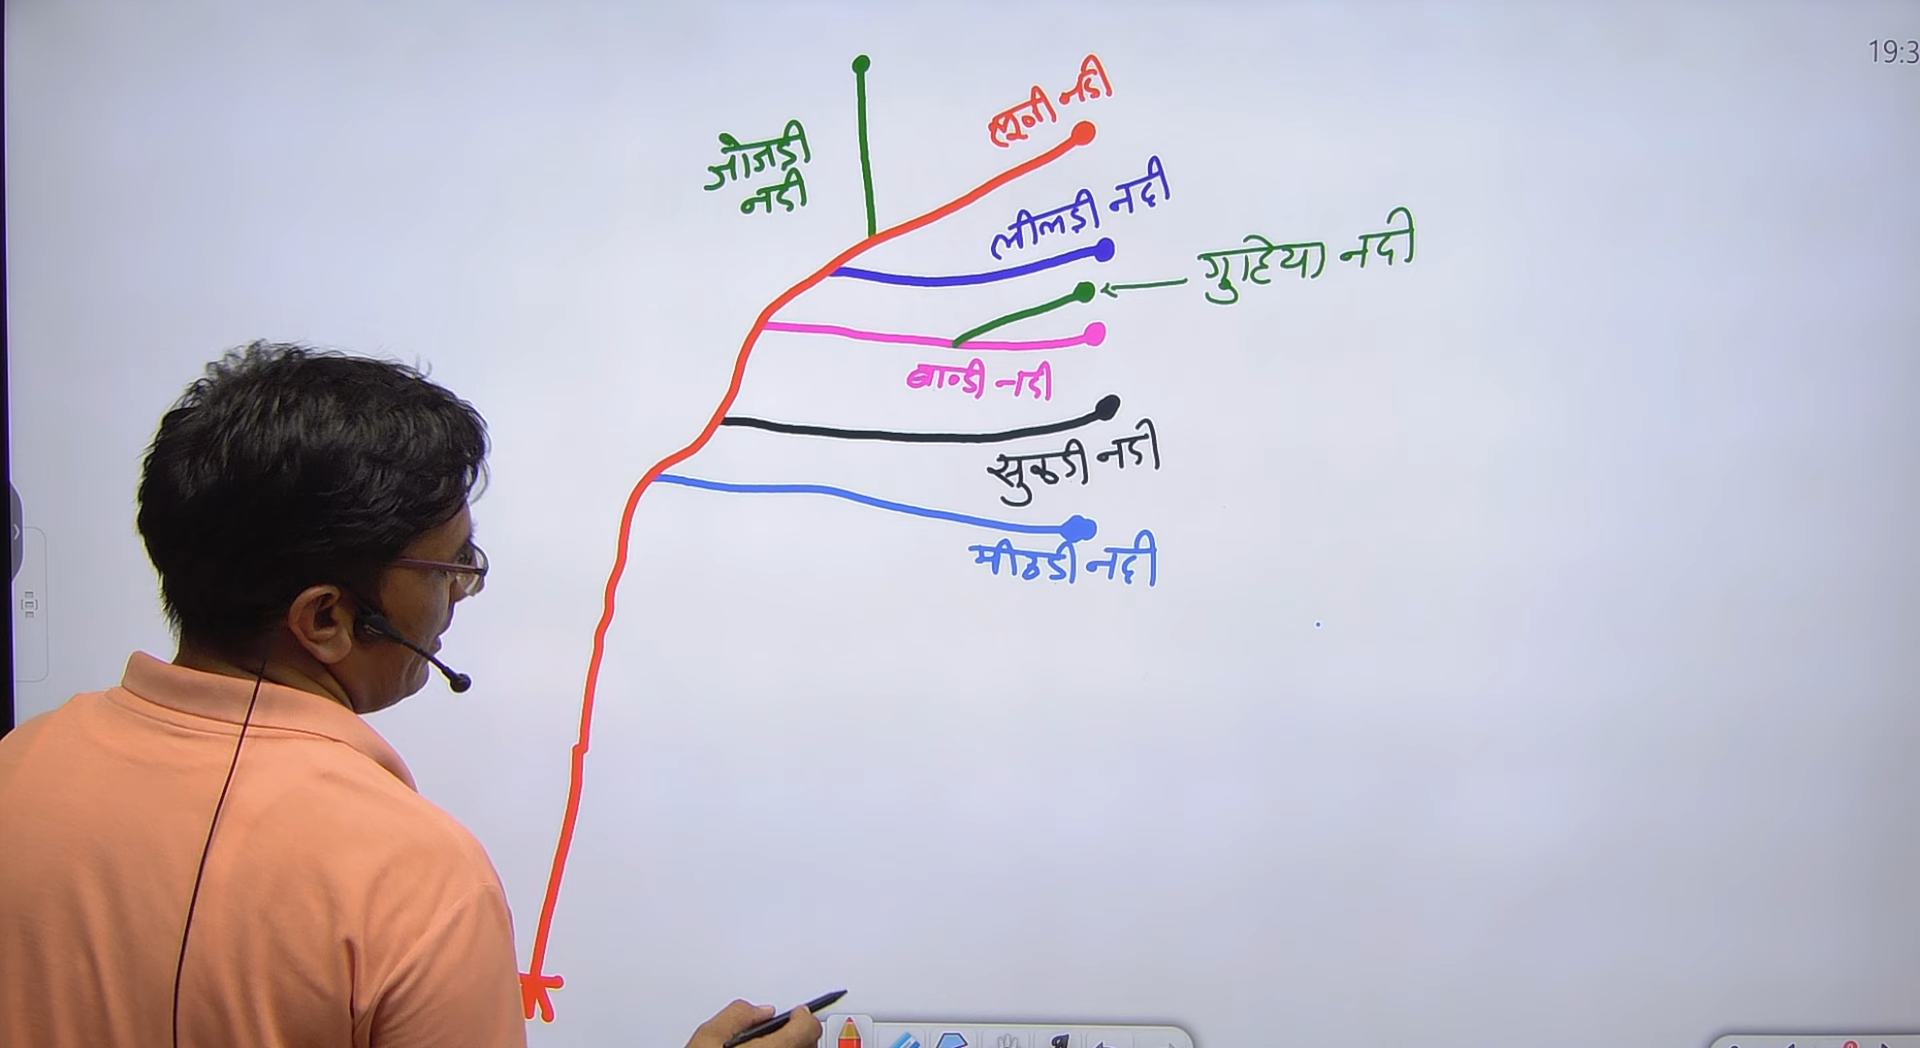 19:3
लूनी नदी
जोजड़ी
नदी
लीलड़ी नदी
गुहिया नदी
बाण्डी नदी
सुकडी नदी
मीठडी नदी